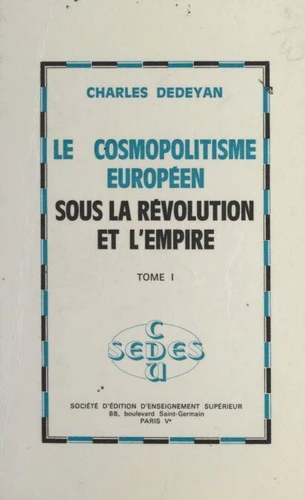 CHARLES DEDEYAN
LE COSMOPOLITISME
EUROPÉEN
SOUS LA RÉVOLUTION
ET L'EMPIRE
TOME I
C
SEDES
U
SOCIÉTÉ D'ÉDITION D'ENSEIGNEMENT SUPÉRIEUR
88, boulevard Saint-Germain
PARIS Vᵉ